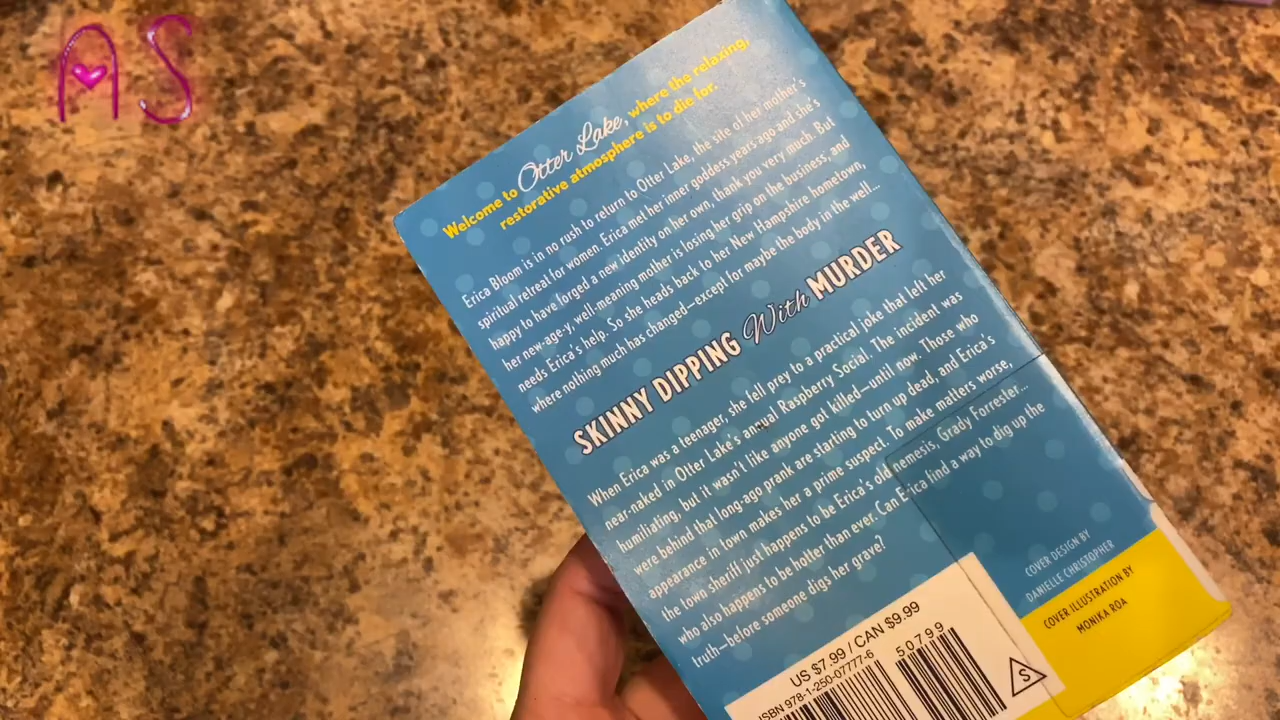 AS
Welcome to Otter Lake, where the relaxing,
restorative atmosphere is to die for.
Erica Bloom is in no rush to return to Otter Lake, the site of her mother's
spiritual retreat for women. Erica met her inner goddess years ago and she's
happy to have forged a new identity on her own, thank you very much. But
her new-age-y, well-meaning mother is losing her grip on the business, and
needs Erica's help. So she heads back to her New Hampshire hometown,
where nothing much has changed—except for maybe the body in the well...
SKINNY DIPPING With MURDER
When Erica was a teenager, she fell prey to a practical joke that left her
near-naked in Otter Lake's annual Raspberry Social. The incident was
humiliating, but it wasn't like anyone got killed—until now. Those who
were behind that long-ago prank are starting to turn up dead, and Erica's
appearance in town makes her a prime suspect. To make matters worse,
the town sheriff just happens to be Erica's old nemesis, Grady Forrester...
who also happens to be hotter than ever. Can Erica find a way to dig up the
truth—before someone digs her grave?
COVER DESIGN BY
DANIELLE CHRISTOPHER
COVER ILLUSTRATION BY
MONIKA ROA
US $7.99 / CAN $9.99
ISBN 978-1-250-07777-6
50799
S